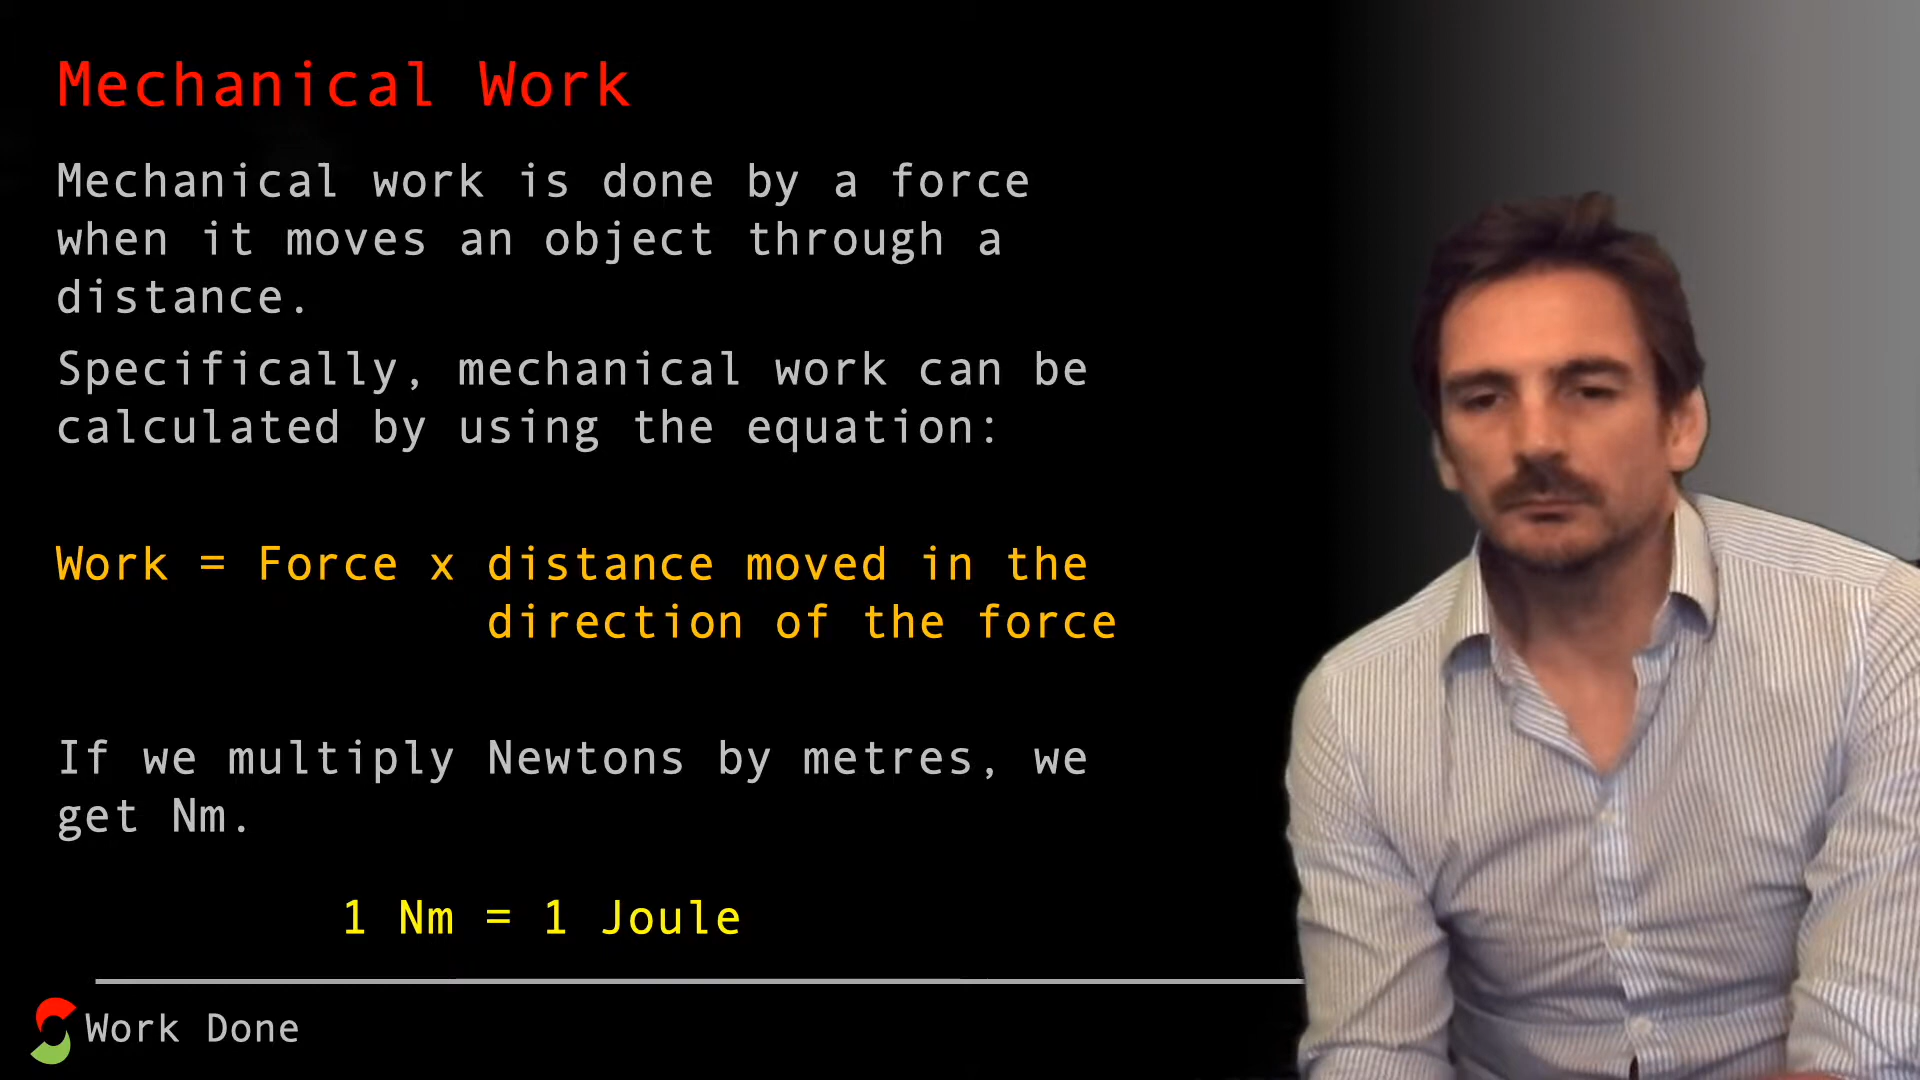 Mechanical Work
Mechanical work is done by a force
when it moves an object through a
distance.
Specifically, mechanical work can be
calculated by using the equation:
Work = Force x distance moved in the
direction of the force
If we multiply Newtons by metres, we
get Nm.
1 Nm = 1 Joule
Work Done